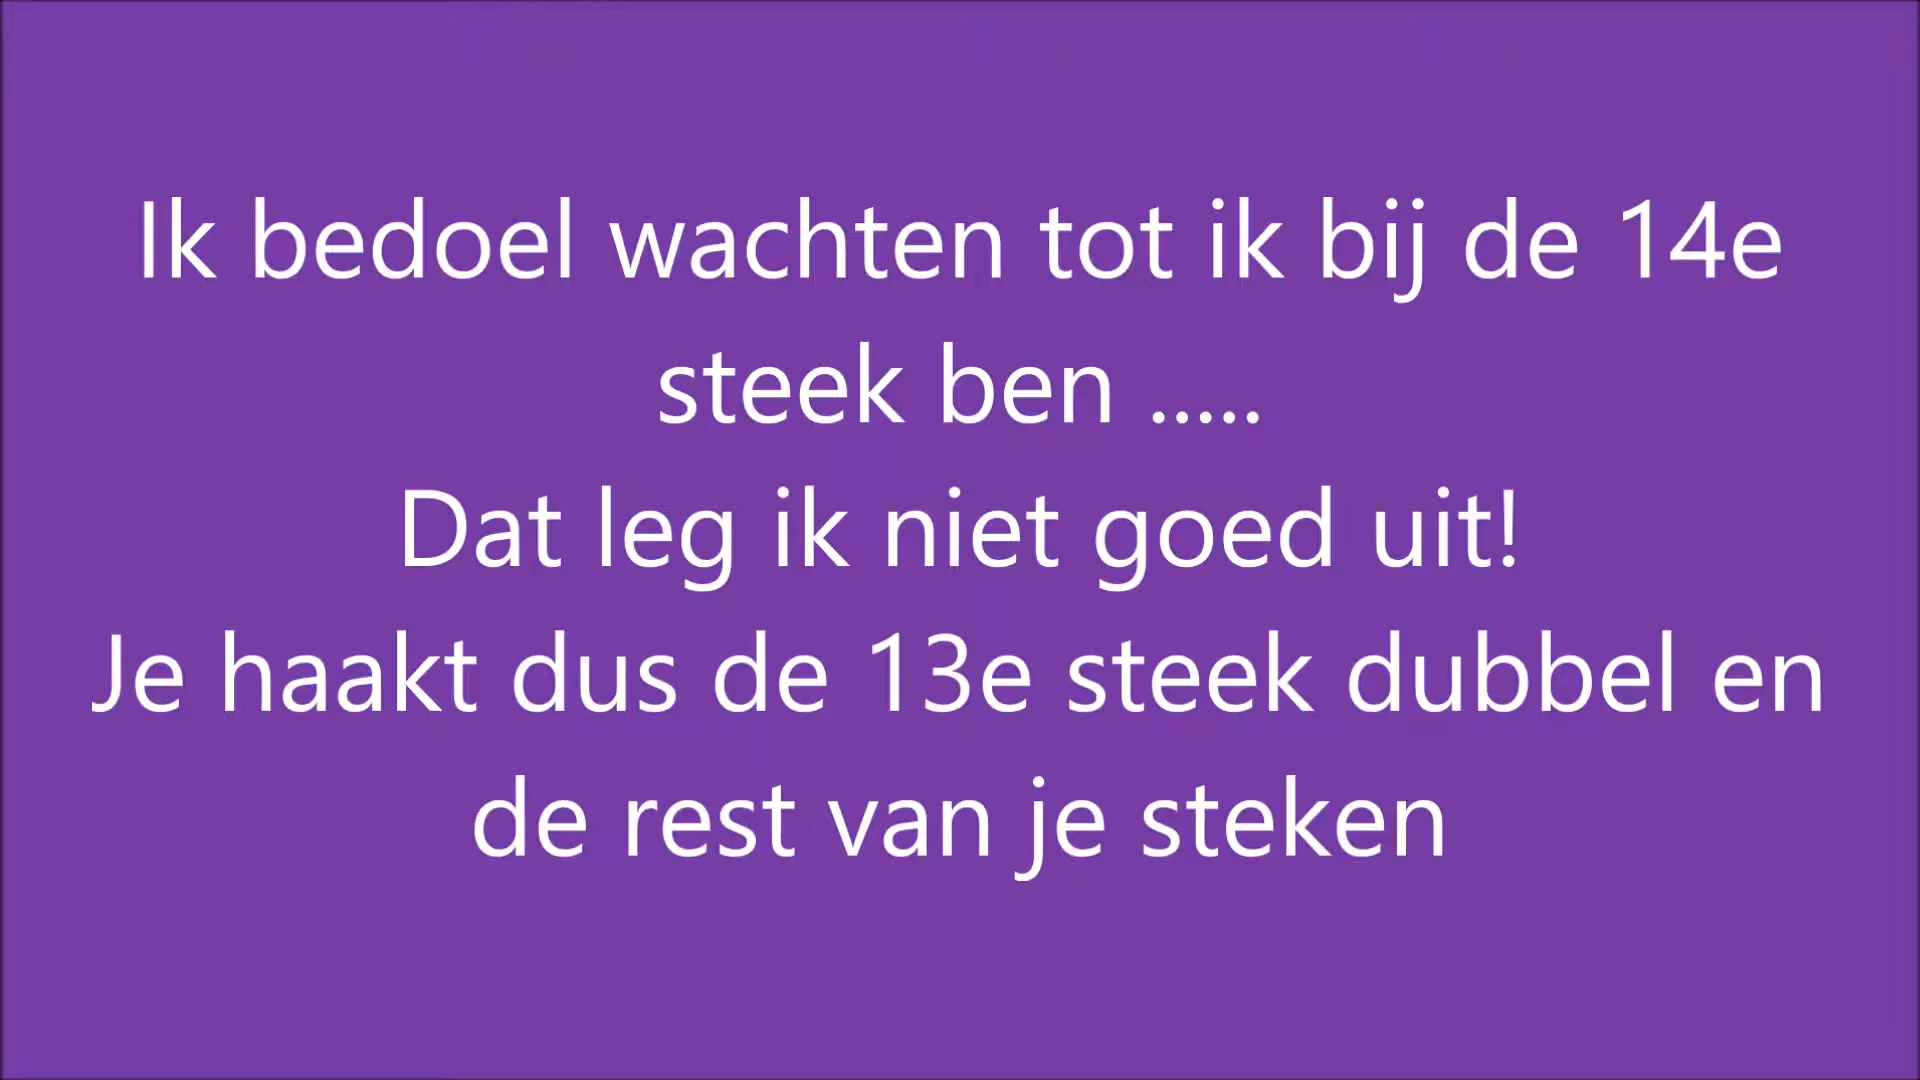 Ik bedoel wachten tot ik bij de 14e
steek ben .....
Dat leg ik niet goed uit!
Je haakt dus de 13e steek dubbel en
de rest van je steken